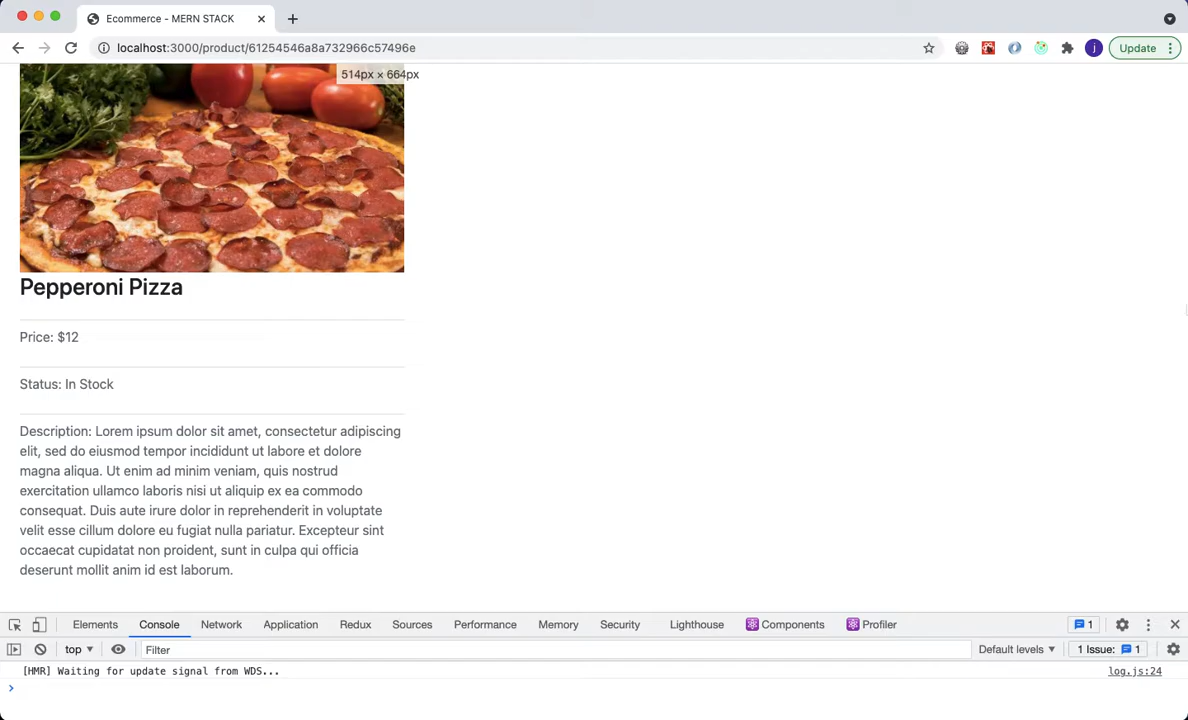 Ecommerce - MERN STACK
localhost:3000/product/61254546a8a732966c57496e
j
Update
514px × 664px
Pepperoni Pizza
Price: $12
Status: In Stock
Description: Lorem ipsum dolor sit amet, consectetur adipiscing
elit, sed do eiusmod tempor incididunt ut labore et dolore
magna aliqua. Ut enim ad minim veniam, quis nostrud
exercitation ullamco laboris nisi ut aliquip ex ea commodo
consequat. Duis aute irure dolor in reprehenderit in voluptate
velit esse cillum dolore eu fugiat nulla pariatur. Excepteur sint
occaecat cupidatat non proident, sunt in culpa qui officia
deserunt mollit anim id est laborum.
Elements Console Network Application Redux Sources Performance Memory Security Lighthouse Components Profiler 1
top Filter Default levels 1 Issue: 1
[HMR] Waiting for update signal from WDS... log.js:24